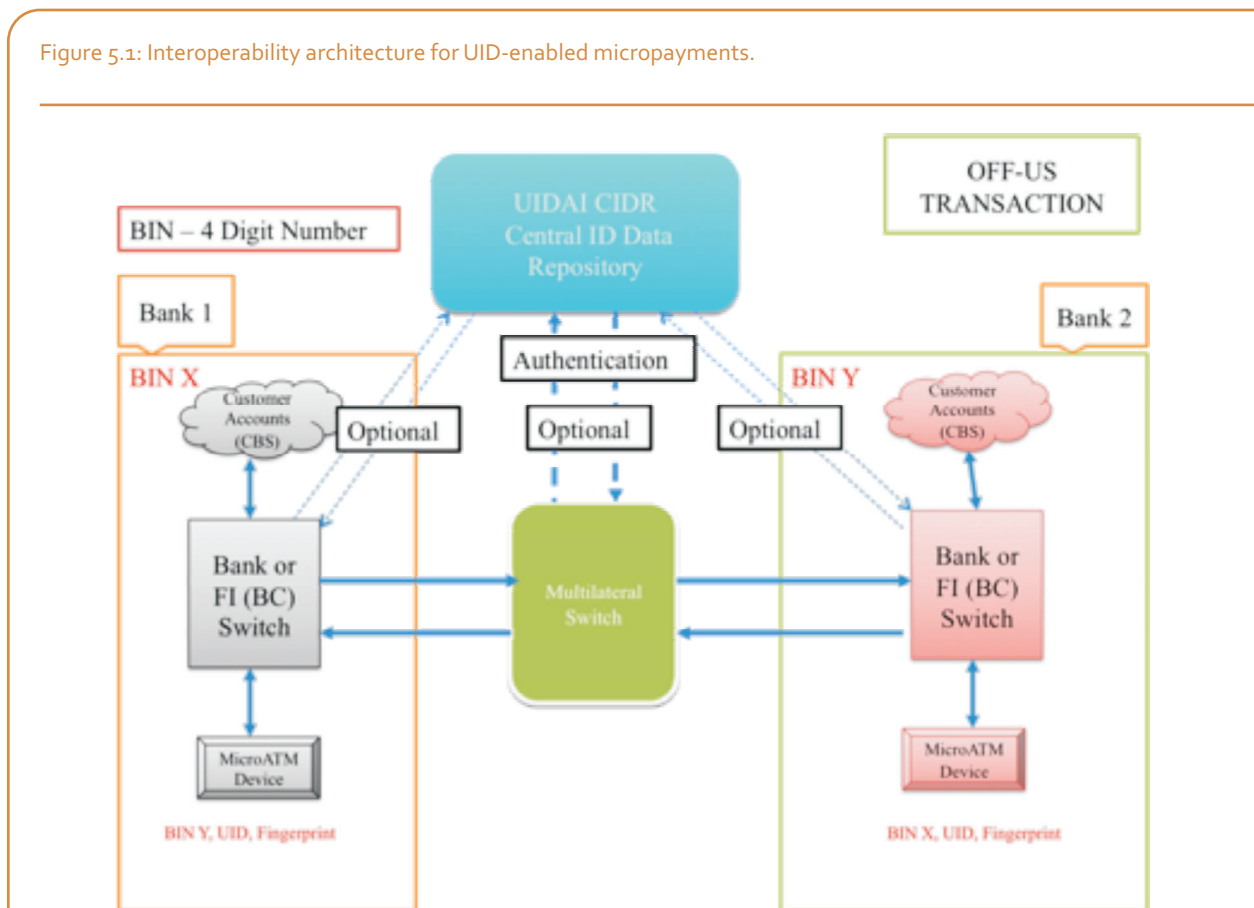 Figure 5.1: Interoperability architecture for UID-enabled micropayments.
OFF-US
TRANSACTION
UIDAI CIDR
Central ID Data
Repository
BIN – 4 Digit Number
Bank 1
Bank 2
Authentication
BIN X
BIN Y
Customer
Accounts
(CBS)
Optional
Optional
Optional
Customer
Accounts
(CBS)
Bank or
FI (BC)
Switch
Multilateral
Switch
Bank or
FI (BC)
Switch
MicroATM
Device
MicroATM
Device
BIN Y, UID, Fingerprint
BIN X, UID, Fingerprint